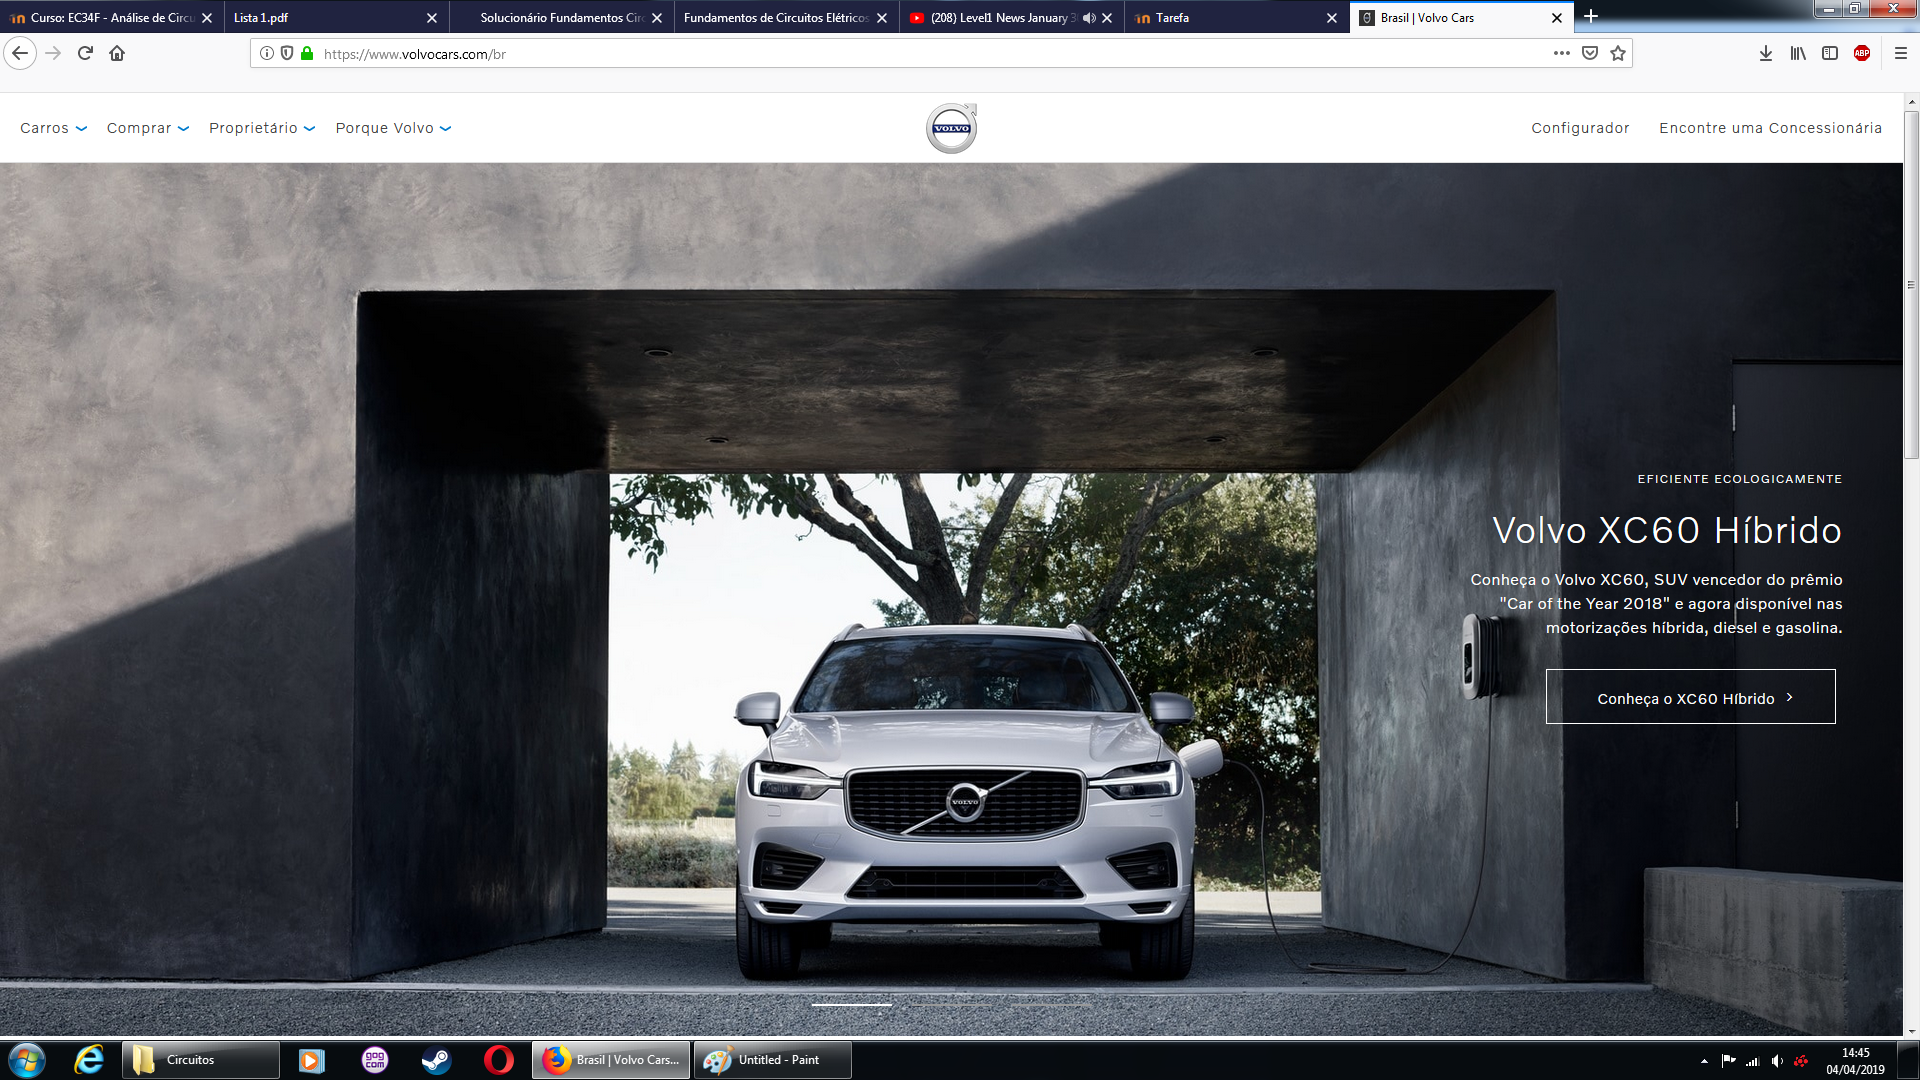 Curso: EC34F - Análise de Circu
Lista 1.pdf
Solucionário Fundamentos Circ
Fundamentos de Circuitos Elétricos
(208) Level1 News January 3
Tarefa
Brasil | Volvo Cars
https://www.volvocars.com/br
ABP
Carros
Comprar
Proprietário
Porque Volvo
VOLVO
Configurador
Encontre uma Concessionária
EFICIENTE ECOLOGICAMENTE
Volvo XC60 Híbrido
Conheça o Volvo XC60, SUV vencedor do prêmio
"Car of the Year 2018" e agora disponível nas
motorizações híbrida, diesel e gasolina.
Conheça o XC60 Híbrido
VOLVO
Circuitos
gog
com
Brasil | Volvo Cars...
Untitled - Paint
14:45
04/04/2019